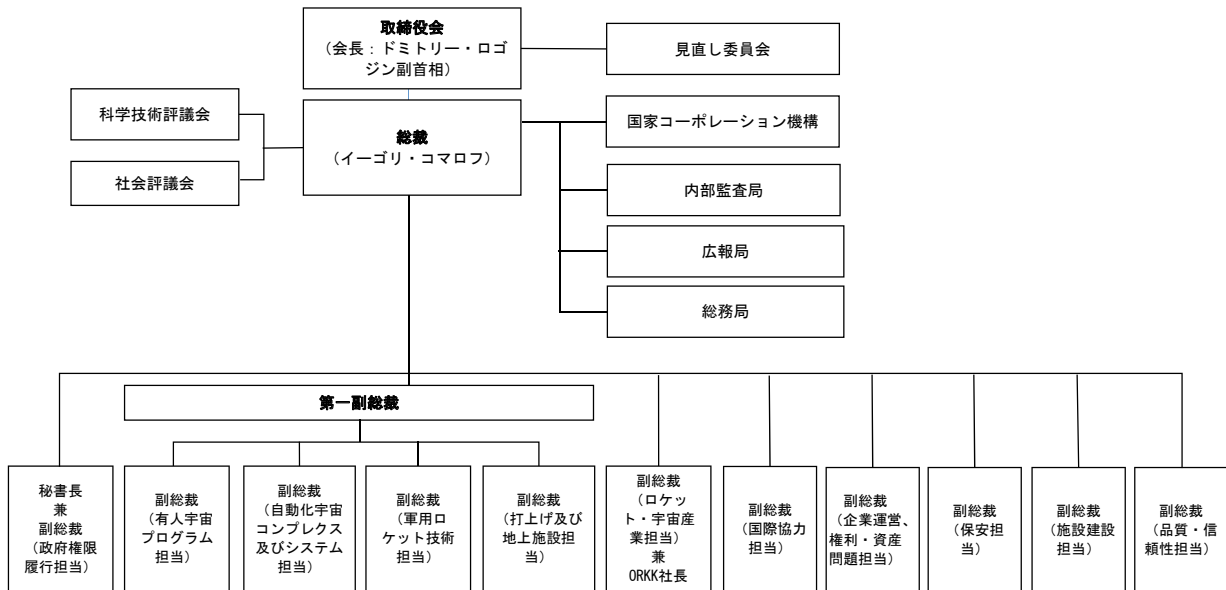 取締役会
（会長：ドミトリー・ロゴ
ジン副首相）
見直し委員会
科学技術評議会
社会評議会
総裁
（イーゴリ・コマロフ）
国家コーポレーション機構
内部監査局
広報局
総務局
第一副総裁
秘書長
兼
副総裁
（政府権限
履行担当）
副総裁
（有人宇宙
プログラム
担当）
副総裁
（自動化宇宙
コンプレクス
及びシステム
担当）
副総裁
（軍用ロ
ケット技術
担当）
副総裁
（打上げ及び
地上施設担
当）
副総裁
（ロケッ
ト・宇宙産
業担当）
兼
ORKK社長
副総裁
（国際協力
担当）
副総裁
（企業運営、
権利・資産
問題担当）
副総裁
（保安担
当）
副総裁
（施設建設
担当）
副総裁
（品質・信
頼性担当）